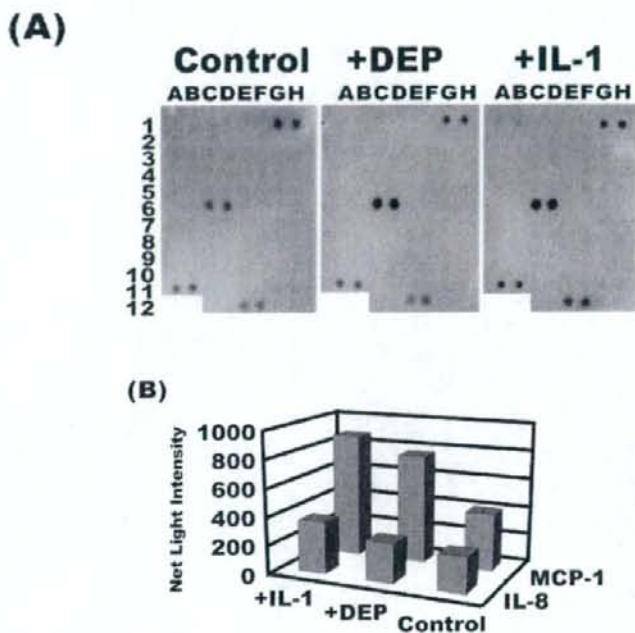 (A)
Control +DEP +IL-1
ABCDEFGH ABCDEFGH ABCDEFGH
1
2
3
4
5
6
7
8
9
10
11
12
(B)
Net Light Intensity
1000
800
600
400
200
0
+IL-1 +DEP Control
IL-8
MCP-1